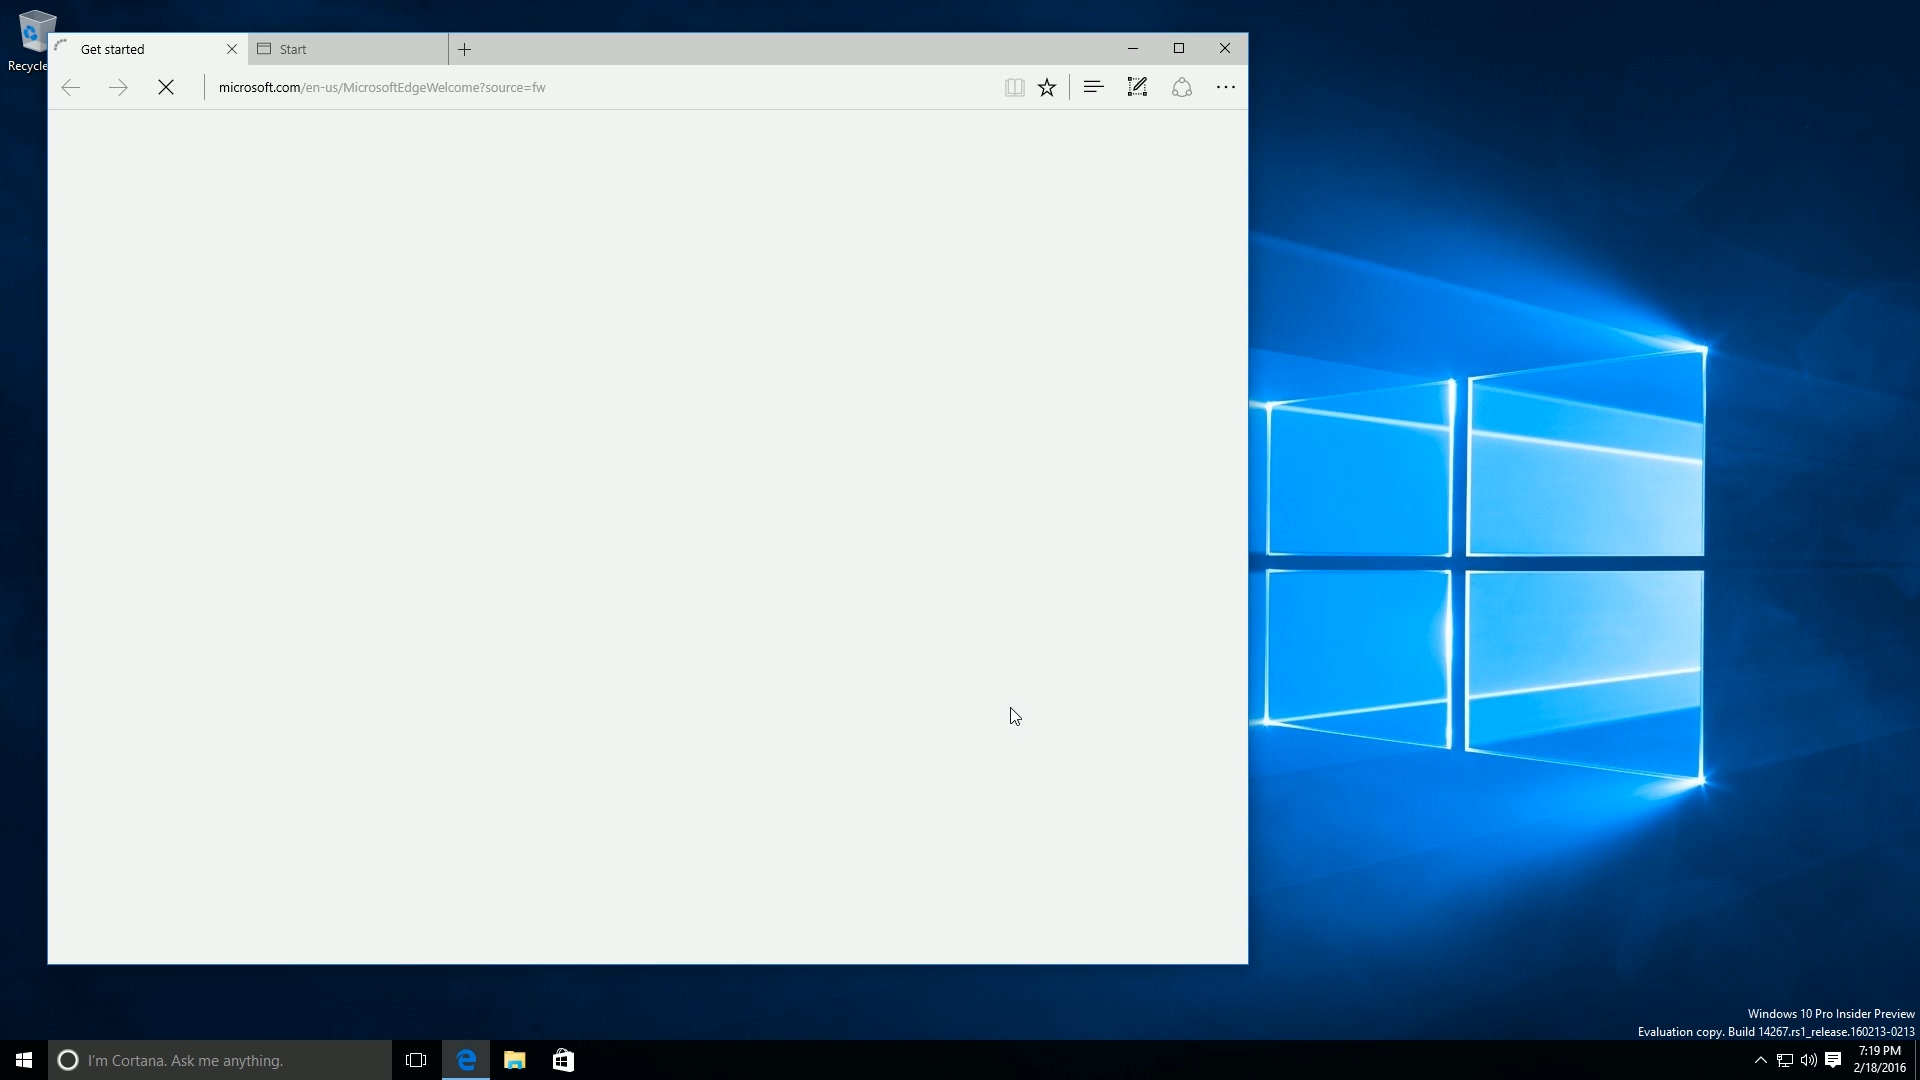 Recycle
Get started
Start
microsoft.com/en-us/MicrosoftEdgeWelcome?source=fw
Windows 10 Pro Insider Preview
Evaluation copy. Build 14267.rs1_release.160213-0213
I'm Cortana. Ask me anything.
7:19 PM
2/18/2016